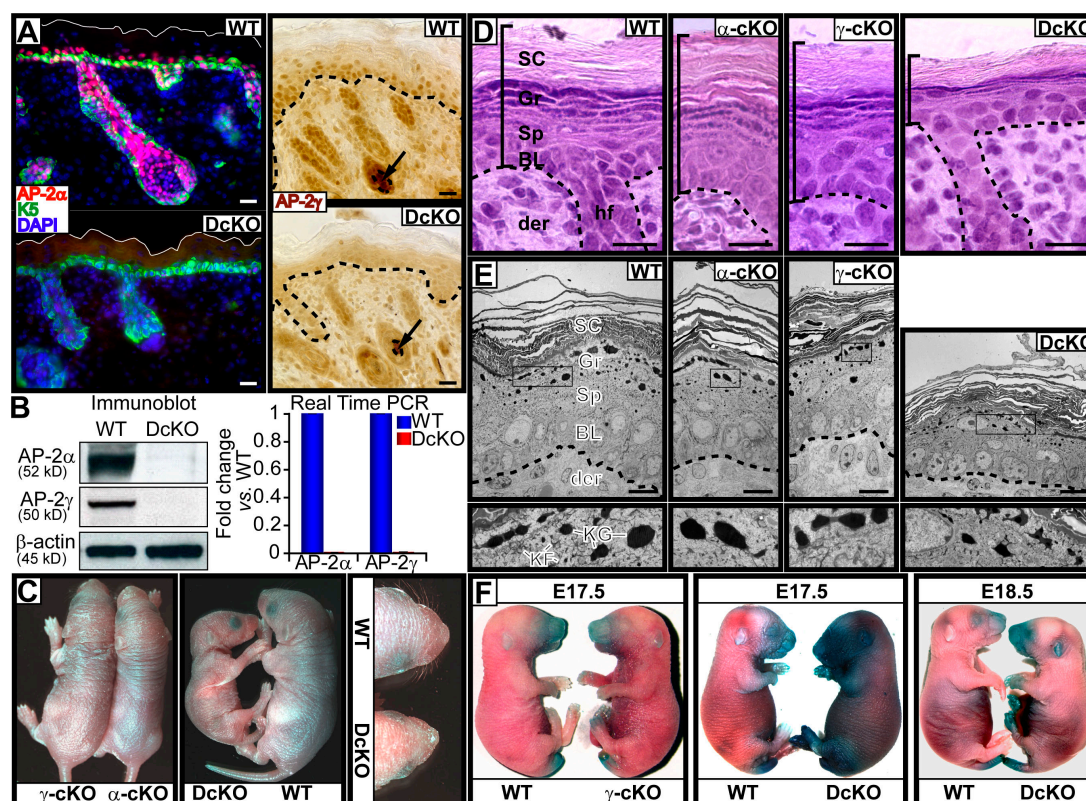 A
WT
AP-2α
K5
DAPI
DcKO
WT
AP-2γ
DcKO
B
Immunoblot
WT DcKO
AP-2α
(52 kD)
AP-2γ
(50 kD)
β-actin
(45 kD)
Real Time PCR
WT
DcKO
Fold change
vs. WT
1
0.8
0.6
0.4
0.2
0
AP-2α AP-2γ
C
γ-cKO α-cKO
DcKO WT
WT
DcKO
D
WT
SC
Gr
Sp
BL
der
hf
α-cKO
γ-cKO
DcKO
E
WT
SC
Gr
Sp
BL
der
KG
KF
α-cKO
γ-cKO
DcKO
F
E17.5
WT γ-cKO
E17.5
WT DcKO
E18.5
WT DcKO